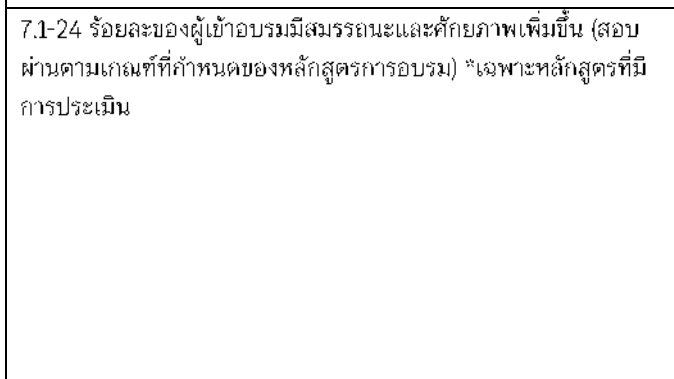 7.1-24 ร้อยละของผู้เข้าอบรมมีสมรรถนะและศักยภาพเพิ่มขึ้น (สอบ
ผ่านตามเกณฑ์ที่กำหนดของหลักสูตรการอบรม) *เฉพาะหลักสูตรที่มี
การประเมิน